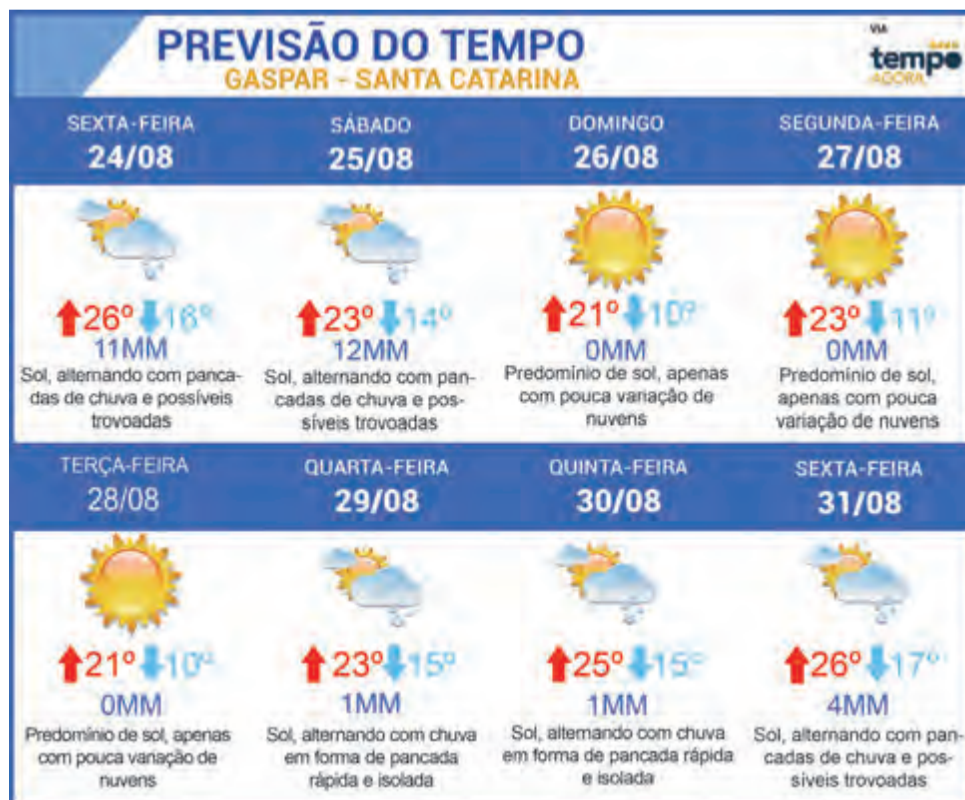 PREVISÃO DO TEMPO
GASPAR - SANTA CATARINA
VIA
tempo
AGORA
SEXTA-FEIRA
24/08
SÁBADO
25/08
DOMINGO
26/08
SEGUNDA-FEIRA
27/08
26º 16º
11MM
Sol, alternando com panca-
das de chuva e possíveis
trovoadas
23º 14º
12MM
Sol, alternando com pan-
cadas de chuva e pos-
síveis trovoadas
21º 10º
0MM
Predomínio de sol, apenas
com pouca variação de
nuvens
23º 11º
0MM
Predomínio de sol,
apenas com pouca
variação de nuvens
TERÇA-FEIRA
28/08
QUARTA-FEIRA
29/08
QUINTA-FEIRA
30/08
SEXTA-FEIRA
31/08
21º 10º
0MM
Predomínio de sol, apenas
com pouca variação de
nuvens
23º 15º
1MM
Sol, alternando com chuva
em forma de pancada
rápida e isolada
25º 15º
1MM
Sol, alternando com chuva
em forma de pancada rápida
e isolada
26º 17º
4MM
Sol, alternando com pan-
cadas de chuva e pos-
síveis trovoadas